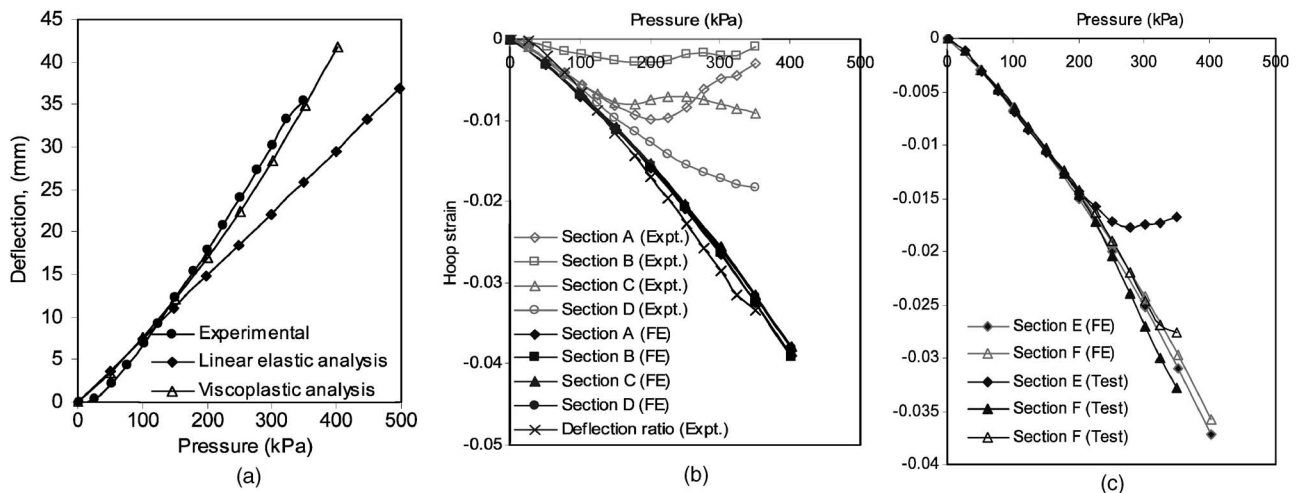 45
40
35
30
25
20
15
10
5
0
Deflection, (mm)
Experimental
Linear elastic analysis
Viscoplastic analysis
0 100 200 300 400 500
Pressure (kPa)
(a)
Pressure (kPa)
0 100 200 300 400 500
0
-0.01
-0.02
-0.03
-0.04
-0.05
Hoop strain
Section A (Expt.)
Section B (Expt.)
Section C (Expt.)
Section D (Expt.)
Section A (FE)
Section B (FE)
Section C (FE)
Section D (FE)
Deflection ratio (Expt.)
(b)
Pressure (kPa)
0 100 200 300 400 500
0
-0.005
-0.01
-0.015
-0.02
-0.025
-0.03
-0.035
-0.04
Section E (FE)
Section F (FE)
Section E (Test)
Section F (Test)
Section F (Test)
(c)